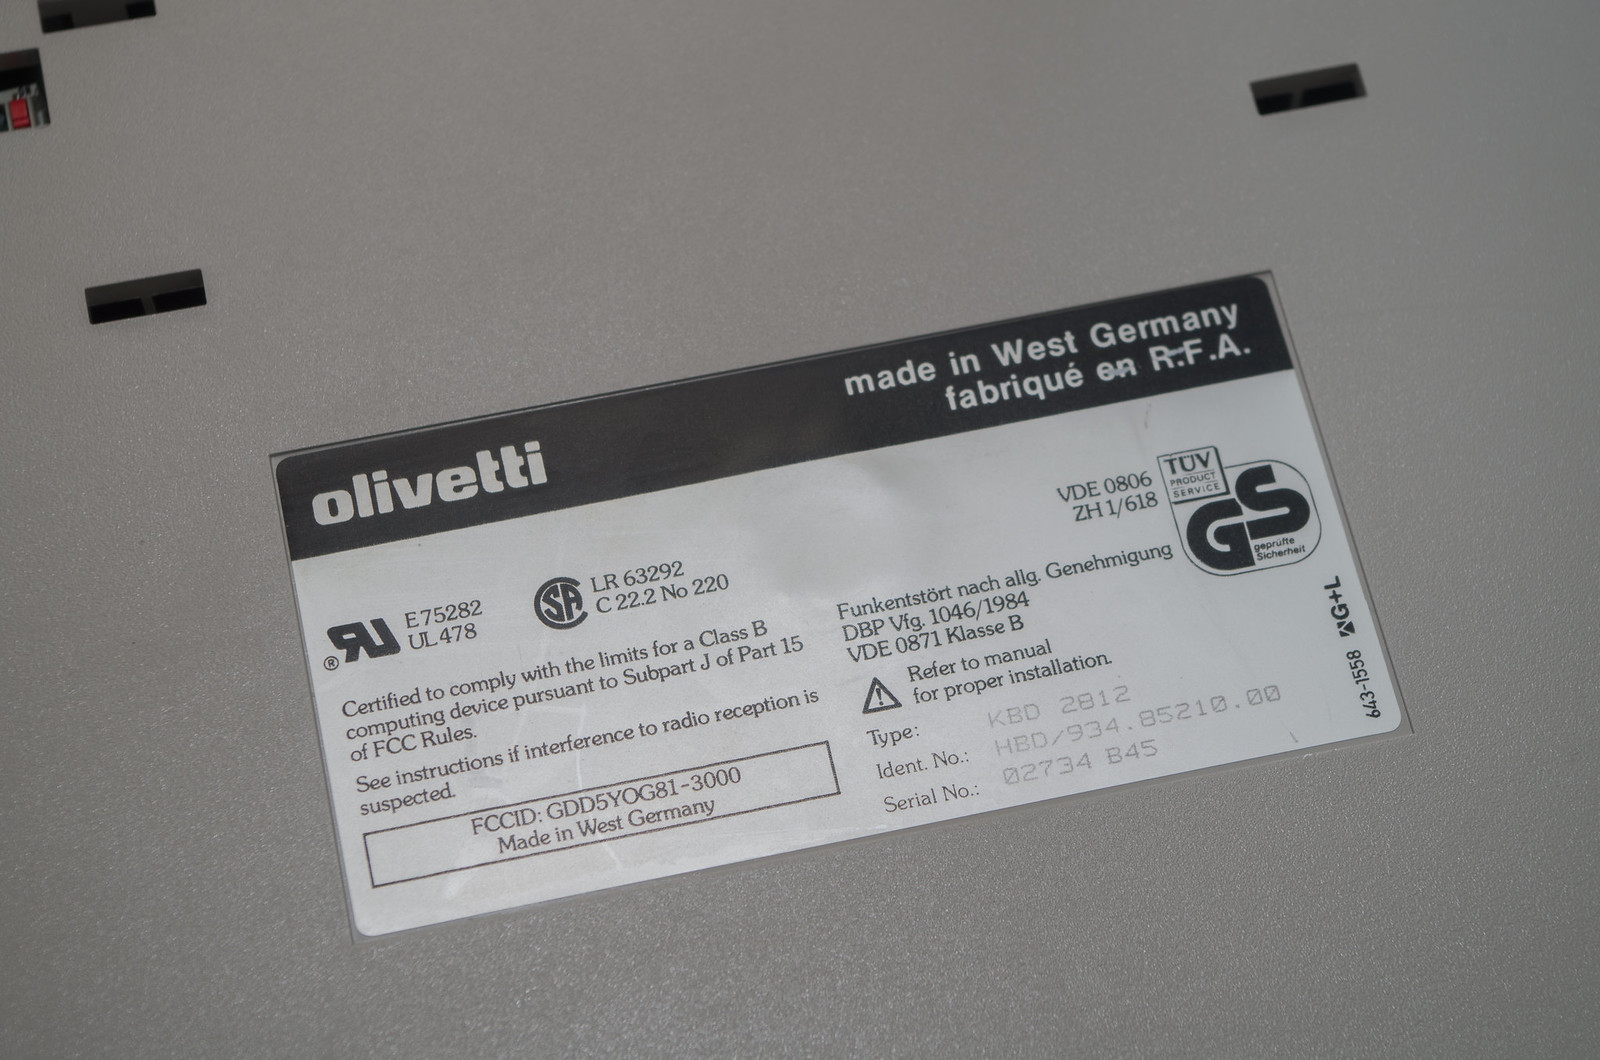 olivetti
made in West Germany
fabriqué en R.F.A.
E75282
UL 478
®
SA
LR 63292
C 22.2 No 220
Certified to comply with the limits for a Class B
computing device pursuant to Subpart J of Part 15
of FCC Rules.
See instructions if interference to radio reception is
suspected.
FCCID: GDD5YOG81-3000
Made in West Germany
VDE 0806
ZH 1/618
TÜV
PRODUCT
SERVICE
GS
geprüfte
Sicherheit
Funkentstört nach allg. Genehmigung
DBP Vfg. 1046/1984
VDE 0871 Klasse B
Refer to manual
for proper installation.
Type: KBD 2812
Ident. No.: HBD/934.85210.00
Serial No.: 02734 B45
643-1558 G+L